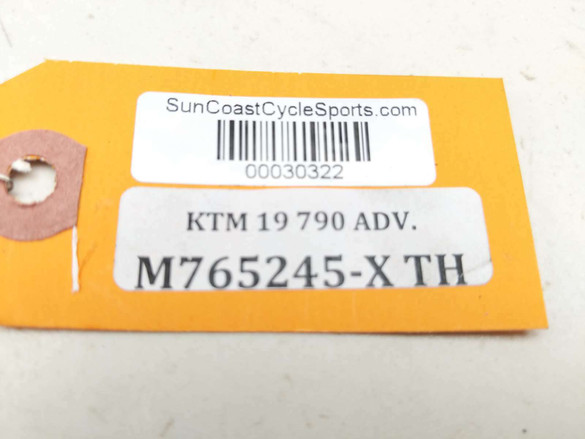 SunCoastCycleSports.com
00030322
KTM 19 790 ADV.
M765245-X TH